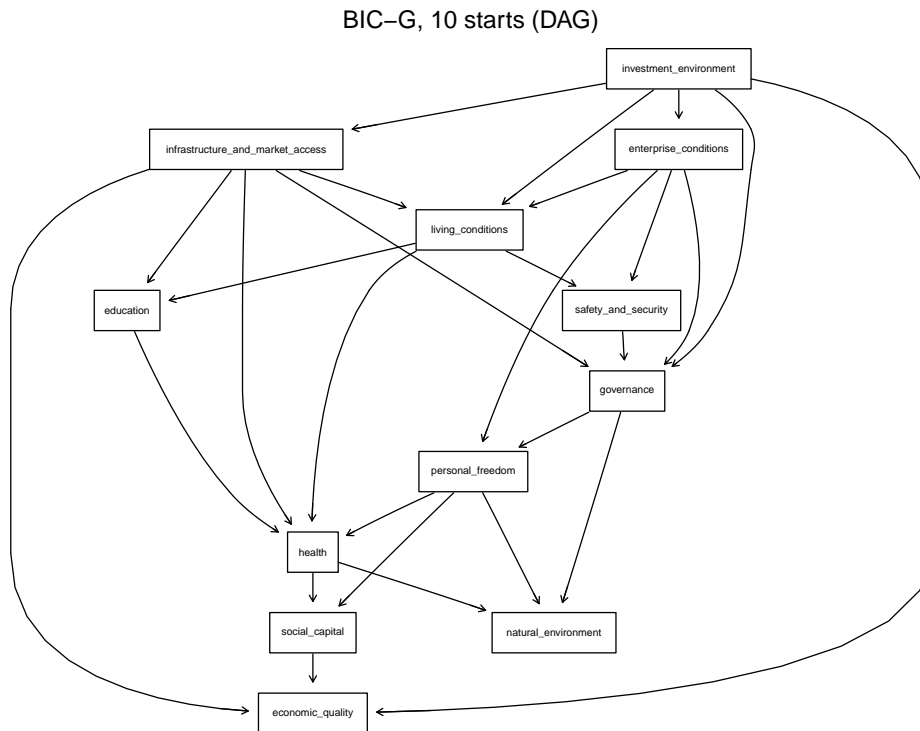 BIC–G, 10 starts (DAG)
investment_environment
infrastructure_and_market_access
enterprise_conditions
living_conditions
education
safety_and_security
governance
personal_freedom
health
social_capital
natural_environment
economic_quality